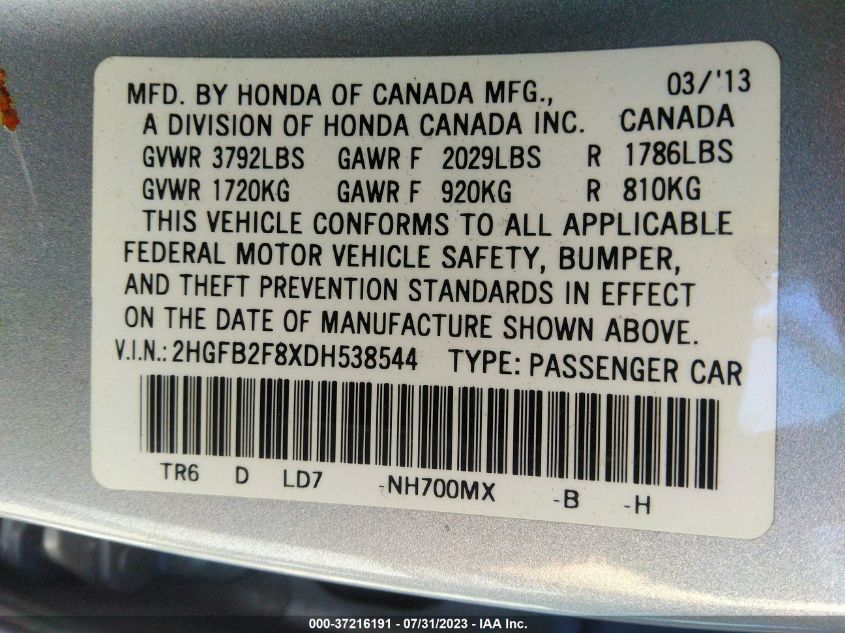 MFD. BY HONDA OF CANADA MFG., 03/'13
A DIVISION OF HONDA CANADA INC. CANADA
GVWR 3792LBS GAWR F 2029LBS R 1786LBS
GVWR 1720KG GAWR F 920KG R 810KG
THIS VEHICLE CONFORMS TO ALL APPLICABLE
FEDERAL MOTOR VEHICLE SAFETY, BUMPER,
AND THEFT PREVENTION STANDARDS IN EFFECT
ON THE DATE OF MANUFACTURE SHOWN ABOVE.
V.I.N.: 2HGFB2F8XDH538544 TYPE: PASSENGER CAR
TR6 D LD7 -NH700MX -B -H
000-37216191 - 07/31/2023 - IAA Inc.